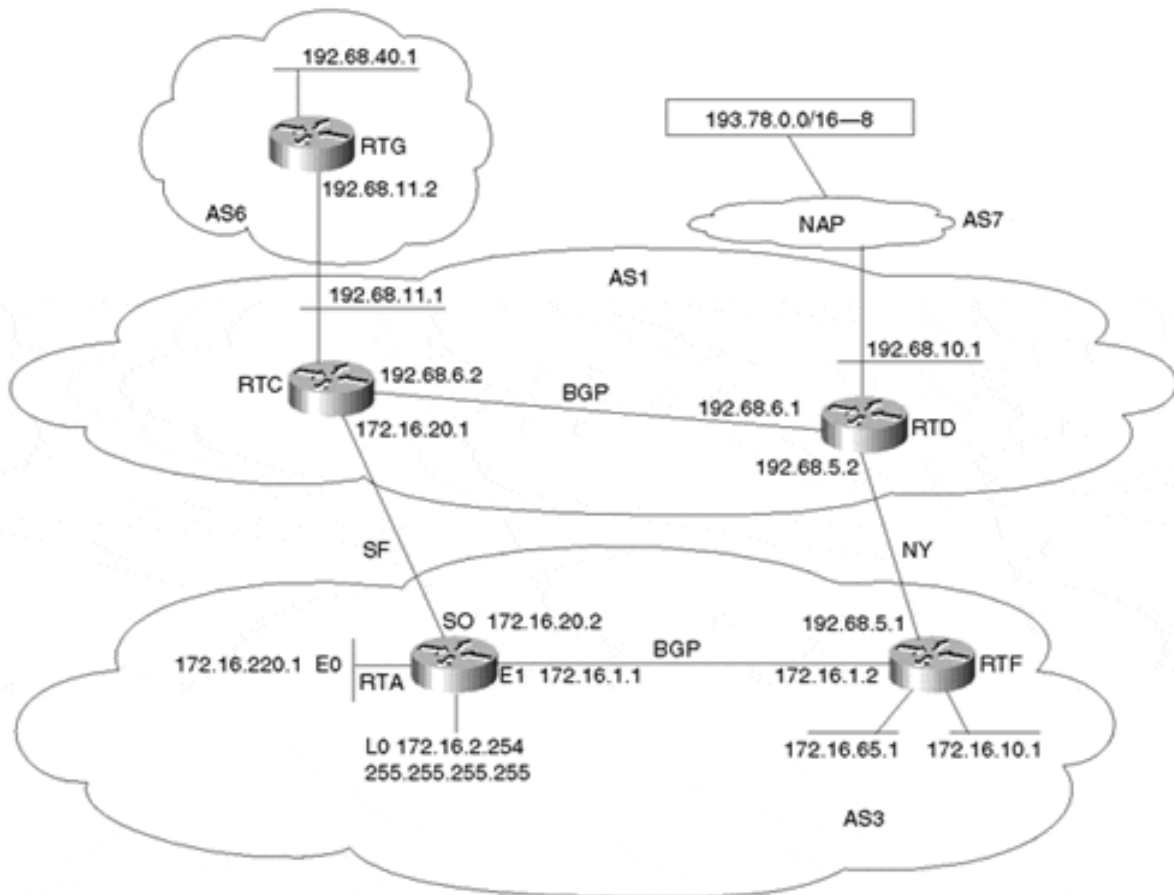 192.68.40.1
RTG
192.68.11.2
AS6
193.78.0.0/16—8
NAP
AS7
AS1
192.68.11.1
192.68.10.1
RTC
192.68.6.2
BGP
192.68.6.1
RTD
172.16.20.1
192.68.5.2
SF
NY
SO 172.16.20.2
192.68.5.1
172.16.220.1 E0
RTA
E1
172.16.1.1
BGP
172.16.1.2
RTF
L0 172.16.2.254
255.255.255.255
172.16.65.1
172.16.10.1
AS3